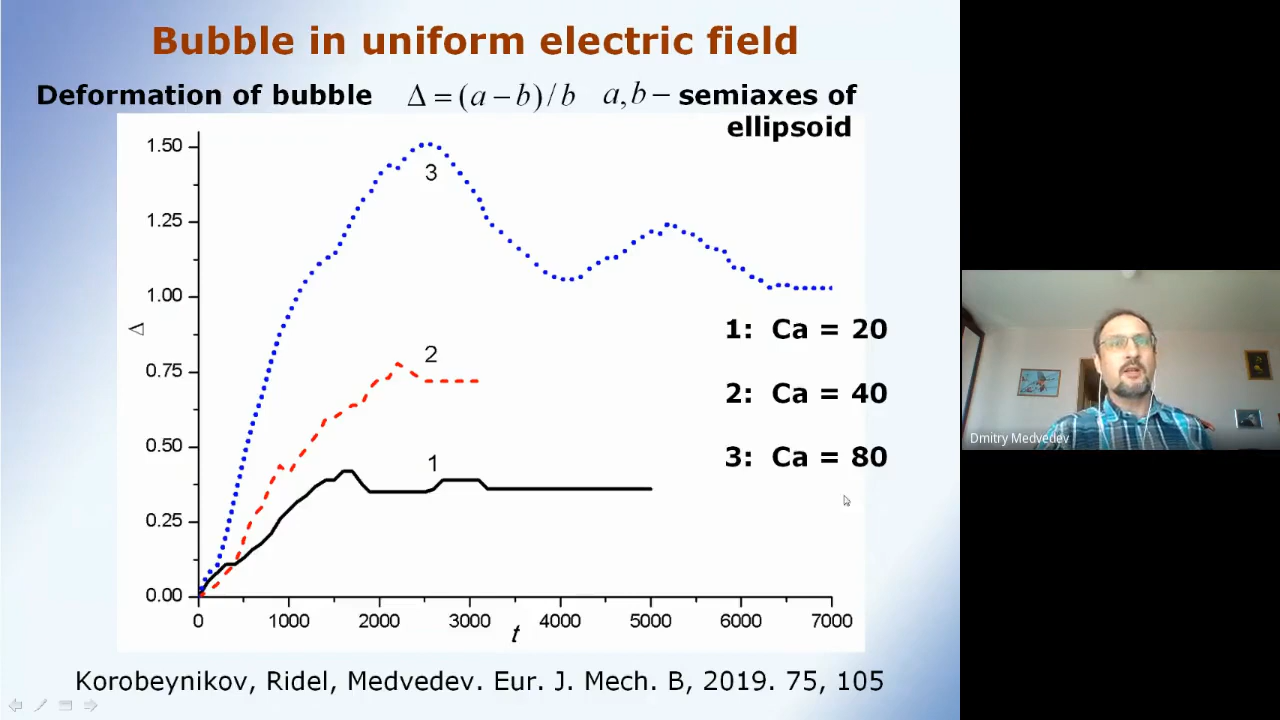 Bubble in uniform electric field
Deformation of bubble Δ = (a − b) / b a, b − semiaxes of
ellipsoid
1.50
1.25
1.00
0.75
0.50
0.25
0.00
Δ
3
2
1
1: Ca = 20
2: Ca = 40
3: Ca = 80
0 1000 2000 3000 4000 5000 6000 7000
t
Korobeynikov, Ridel, Medvedev. Eur. J. Mech. B, 2019. 75, 105
Dmitry Medvedev